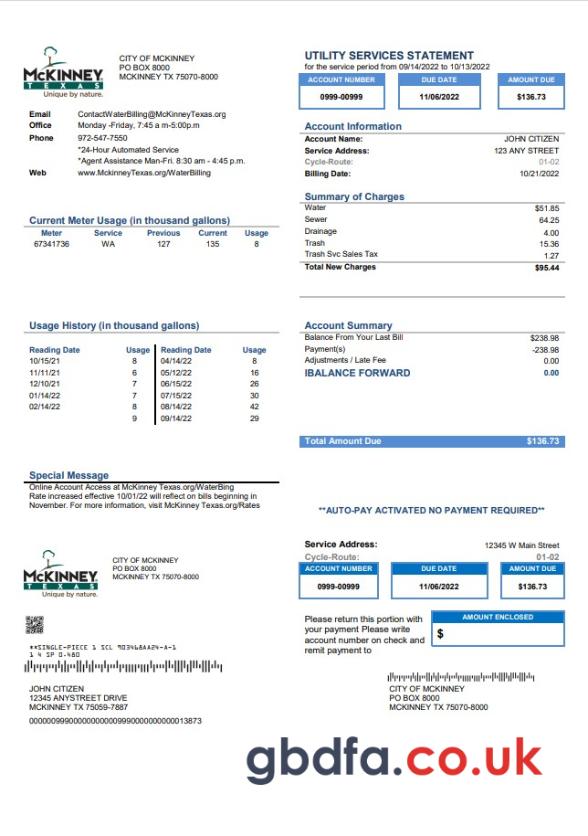 McKINNEY
TEXAS
Unique by nature.
CITY OF MCKINNEY
PO BOX 8000
MCKINNEY TX 75070-8000
Email ContactWaterBilling@McKinneyTexas.org
Office Monday -Friday, 7:45 a m-5:00p.m
Phone 972-547-7550
*24-Hour Automated Service
*Agent Assistance Man-Fri. 8:30 am - 4:45 p.m.
Web www.McKinneyTexas.org/WaterBilling
UTILITY SERVICES STATEMENT
for the service period from 09/14/2022 to 10/13/2022
ACCOUNT NUMBER DUE DATE AMOUNT DUE
0999-00999 11/06/2022 $136.73
Account Information
Account Name: JOHN CITIZEN
Service Address: 123 ANY STREET
Cycle-Route: 01-02
Billing Date: 10/21/2022
Summary of Charges
Water $51.85
Sewer 64.25
Drainage 4.00
Trash 15.36
Trash Svc Sales Tax 1.27
Total New Charges $95.44
Current Meter Usage (in thousand gallons)
Meter Service Previous Current Usage
67341736 WA 127 135 8
Usage History (in thousand gallons)
Reading Date Usage Reading Date Usage
10/15/21 8 04/14/22 8
11/11/21 6 05/12/22 16
12/10/21 7 06/15/22 26
01/14/22 7 07/15/22 30
02/14/22 8 08/14/22 42
9 09/14/22 29
Account Summary
Balance From Your Last Bill $238.98
Payment(s) -238.98
Adjustments / Late Fee 0.00
IBALANCE FORWARD 0.00
Total Amount Due $136.73
Special Message
Online Account Access at McKinney Texas.org/WaterBing
Rate increased effective 10/01/22 will reflect on bills beginning in
November. For more information, visit McKinney Texas.org/Rates
**AUTO-PAY ACTIVATED NO PAYMENT REQUIRED**
McKINNEY
TEXAS
Unique by nature.
CITY OF MCKINNEY
PO BOX 8000
MCKINNEY TX 75070-8000
Service Address: 12345 W Main Street
Cycle-Route: 01-02
ACCOUNT NUMBER DUE DATE AMOUNT DUE
0999-00999 11/06/2022 $136.73
Please return this portion with
your payment Please write
account number on check and
remit payment to
AMOUNT ENCLOSED
$
**SINGLE-PIECE 1 SCL 903468AA24-A-1
1 4 SP 0.480
JOHN CITIZEN
12345 ANYSTREET DRIVE
MCKINNEY TX 75059-7887
CITY OF MCKINNEY
PO BOX 8000
MCKINNEY TX 75070-8000
gbdfa.co.uk